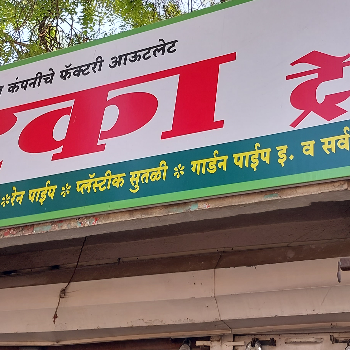 कंपनीचे फॅक्टरी आऊटलेट
का ट्रे
*रेन पाईप * प्लॅस्टीक सुतळी * गार्डन पाईप इ. व सर्व